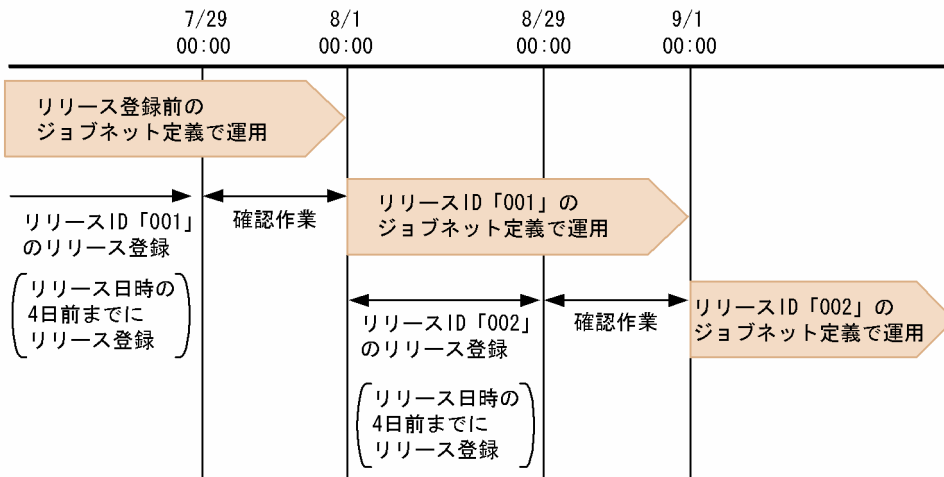 7/29
00:00
8/1
00:00
8/29
00:00
9/1
00:00
リリース登録前の
ジョブネット定義で運用
リリースID「001」
のリリース登録
リリース日時の
4日前までに
リリース登録
確認作業
リリースID「001」の
ジョブネット定義で運用
リリースID「002」
のリリース登録
リリース日時の
4日前までに
リリース登録
確認作業
リリースID「002」の
ジョブネット定義で運用